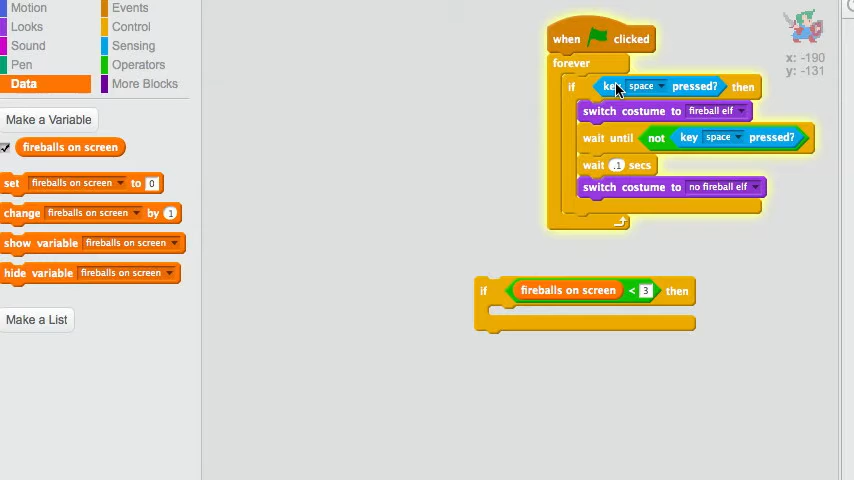 Motion
Events
Looks
Control
Sound
Sensing
Pen
Operators
Data
More Blocks
Make a Variable
fireballs on screen
set fireballs on screen to 0
change fireballs on screen by 1
show variable fireballs on screen
hide variable fireballs on screen
Make a List
when clicked
forever
if key space pressed? then
switch costume to fireball elf
wait until not key space pressed?
wait .1 secs
switch costume to no fireball elf
if fireballs on screen < 3 then
x: -190
y: -131